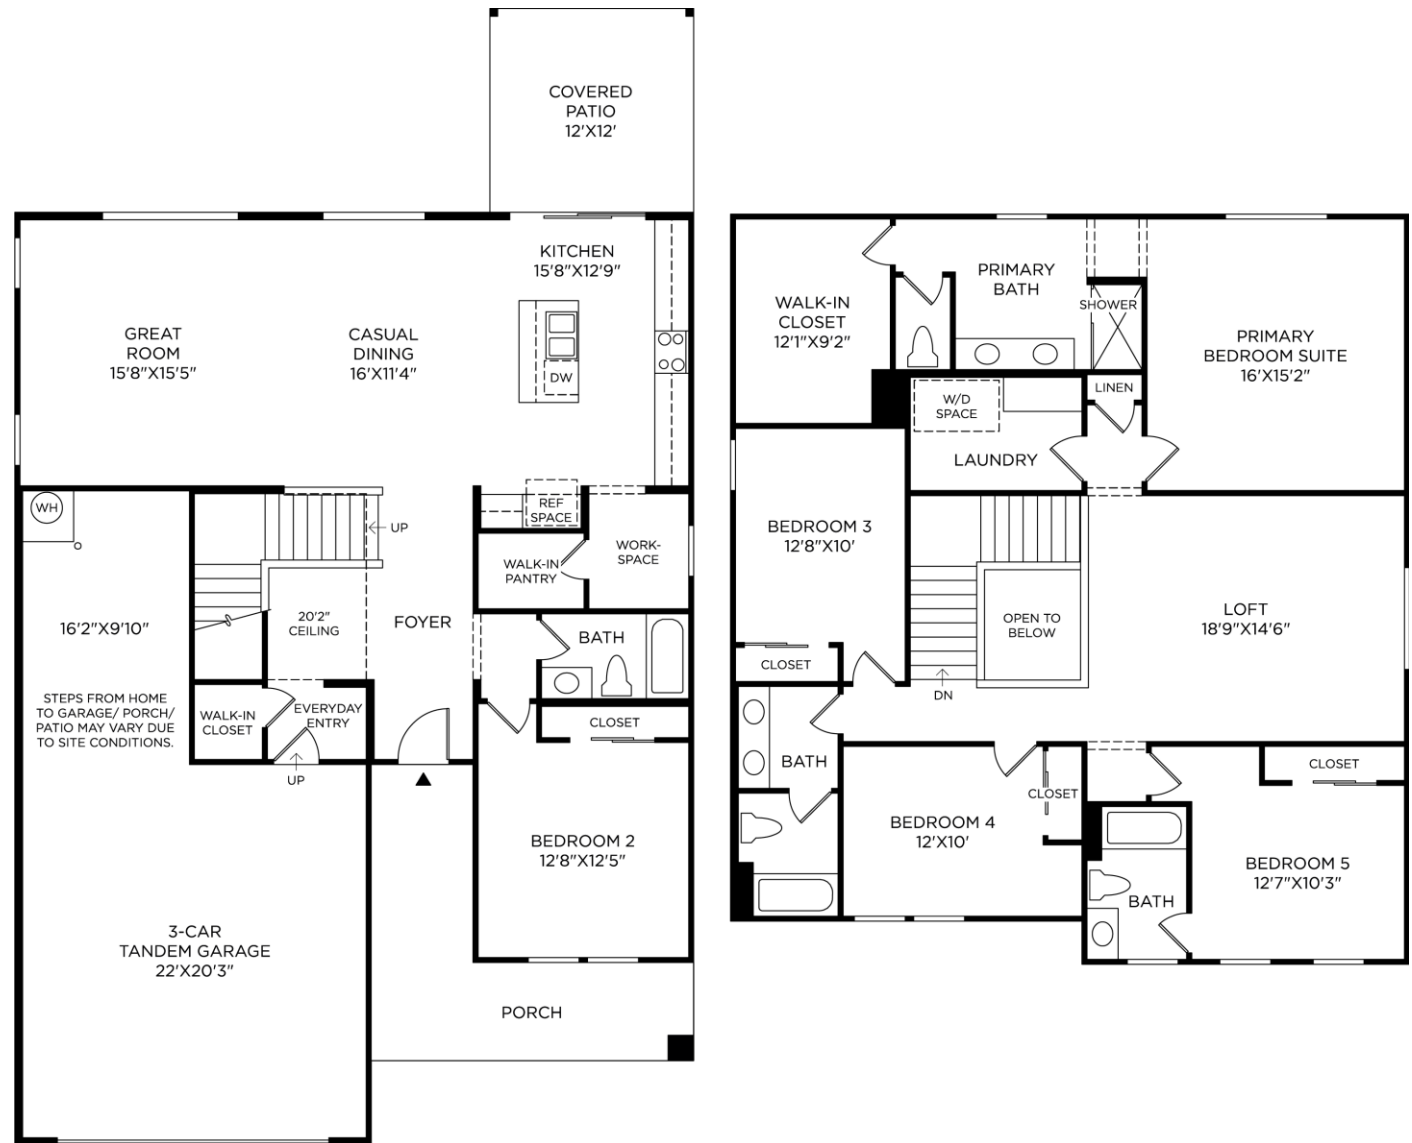 COVERED
PATIO
12'X12'
KITCHEN
15'8"X12'9"
GREAT
ROOM
15'8"X15'5"
CASUAL
DINING
16'X11'4"
DW
WH
UP
REF
SPACE
WALK-IN
PANTRY
WORK-
SPACE
16'2"X9'10"
20'2"
CEILING
FOYER
BATH
STEPS FROM HOME
TO GARAGE/ PORCH/
PATIO MAY VARY DUE
TO SITE CONDITIONS.
WALK-IN
CLOSET
EVERYDAY
ENTRY
UP
CLOSET
BEDROOM 2
12'8"X12'5"
3-CAR
TANDEM GARAGE
22'X20'3"
PORCH
WALK-IN
CLOSET
12'1"X9'2"
PRIMARY
BATH
SHOWER
PRIMARY
BEDROOM SUITE
16'X15'2"
W/D
SPACE
LINEN
LAUNDRY
BEDROOM 3
12'8"X10'
CLOSET
OPEN TO
BELOW
DN
LOFT
18'9"X14'6"
BATH
BEDROOM 4
12'X10'
CLOSET
CLOSET
BEDROOM 5
12'7"X10'3"
BATH